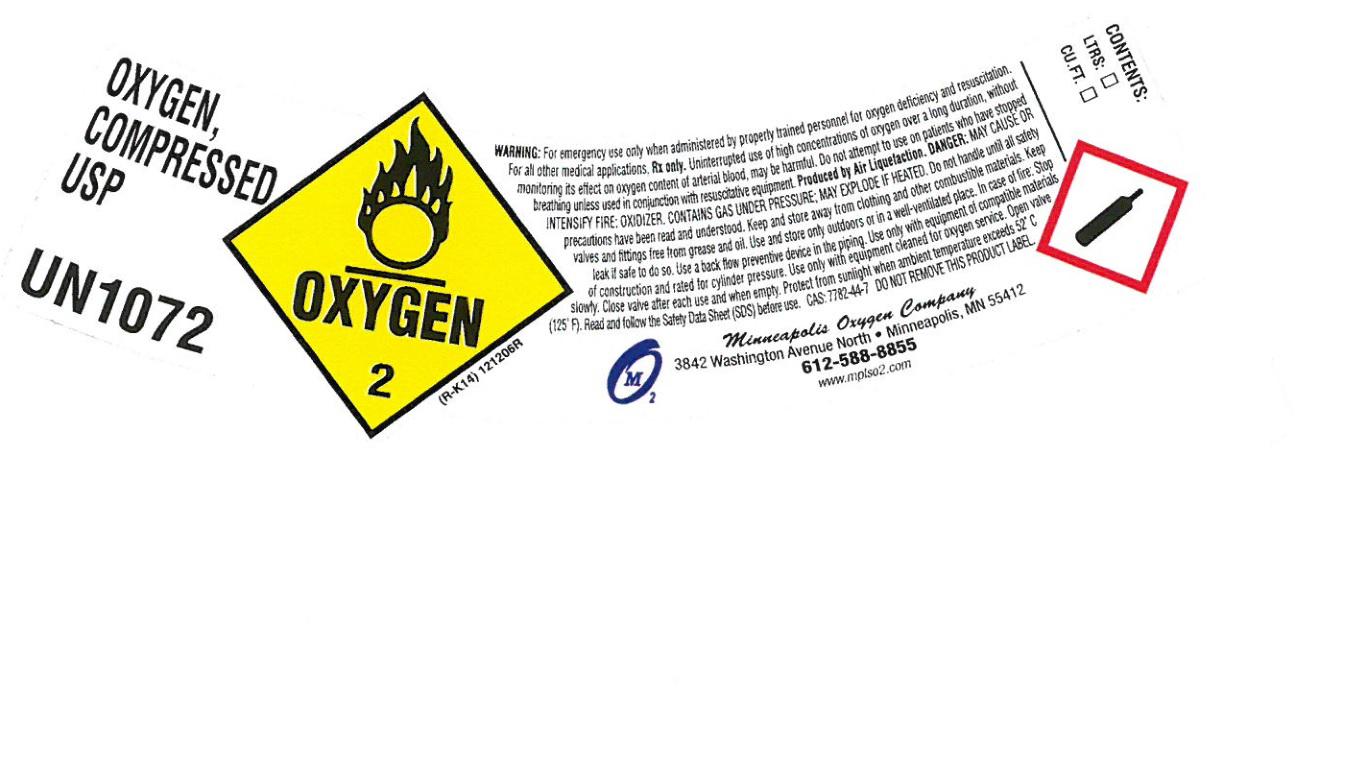 OXYGEN,
COMPRESSED
USP
UN1072
OXYGEN
2
(R-K14) 121206R
WARNING: For emergency use only when administered by properly trained personnel for oxygen deficiency and resuscitation.
For all other medical applications, Rx only. Uninterrupted use of high concentrations of oxygen over a long duration, without
monitoring its effect on oxygen content of arterial blood, may be harmful. Do not attempt to use on patients who have stopped
breathing unless used in conjunction with resuscitative equipment. Produced by Air Liquefaction. DANGER: MAY CAUSE OR
INTENSIFY FIRE; OXIDIZER. CONTAINS GAS UNDER PRESSURE; MAY EXPLODE IF HEATED. Do not handle until all safety
precautions have been read and understood. Keep and store away from clothing and other combustible materials. Keep
valves and fittings free from grease and oil. Use and store only outdoors or in a well-ventilated place. In case of fire: Stop
leak if safe to do so. Use a back flow preventive device in the piping. Use only with equipment of compatible materials
of construction and rated for cylinder pressure. Use only with equipment cleaned for oxygen service. Open valve
slowly. Close valve after each use and when empty. Protect from sunlight when ambient temperature exceeds 52° C
(125° F). Read and follow the Safety Data Sheet (SDS) before use. CAS: 7782-44-7 DO NOT REMOVE THIS PRODUCT LABEL.
M
2
Minneapolis Oxygen Company
3842 Washington Avenue North • Minneapolis, MN 55412
612-588-8855
www.mplso2.com
CONTENTS:
LTRS: ☐
CU.FT. ☐